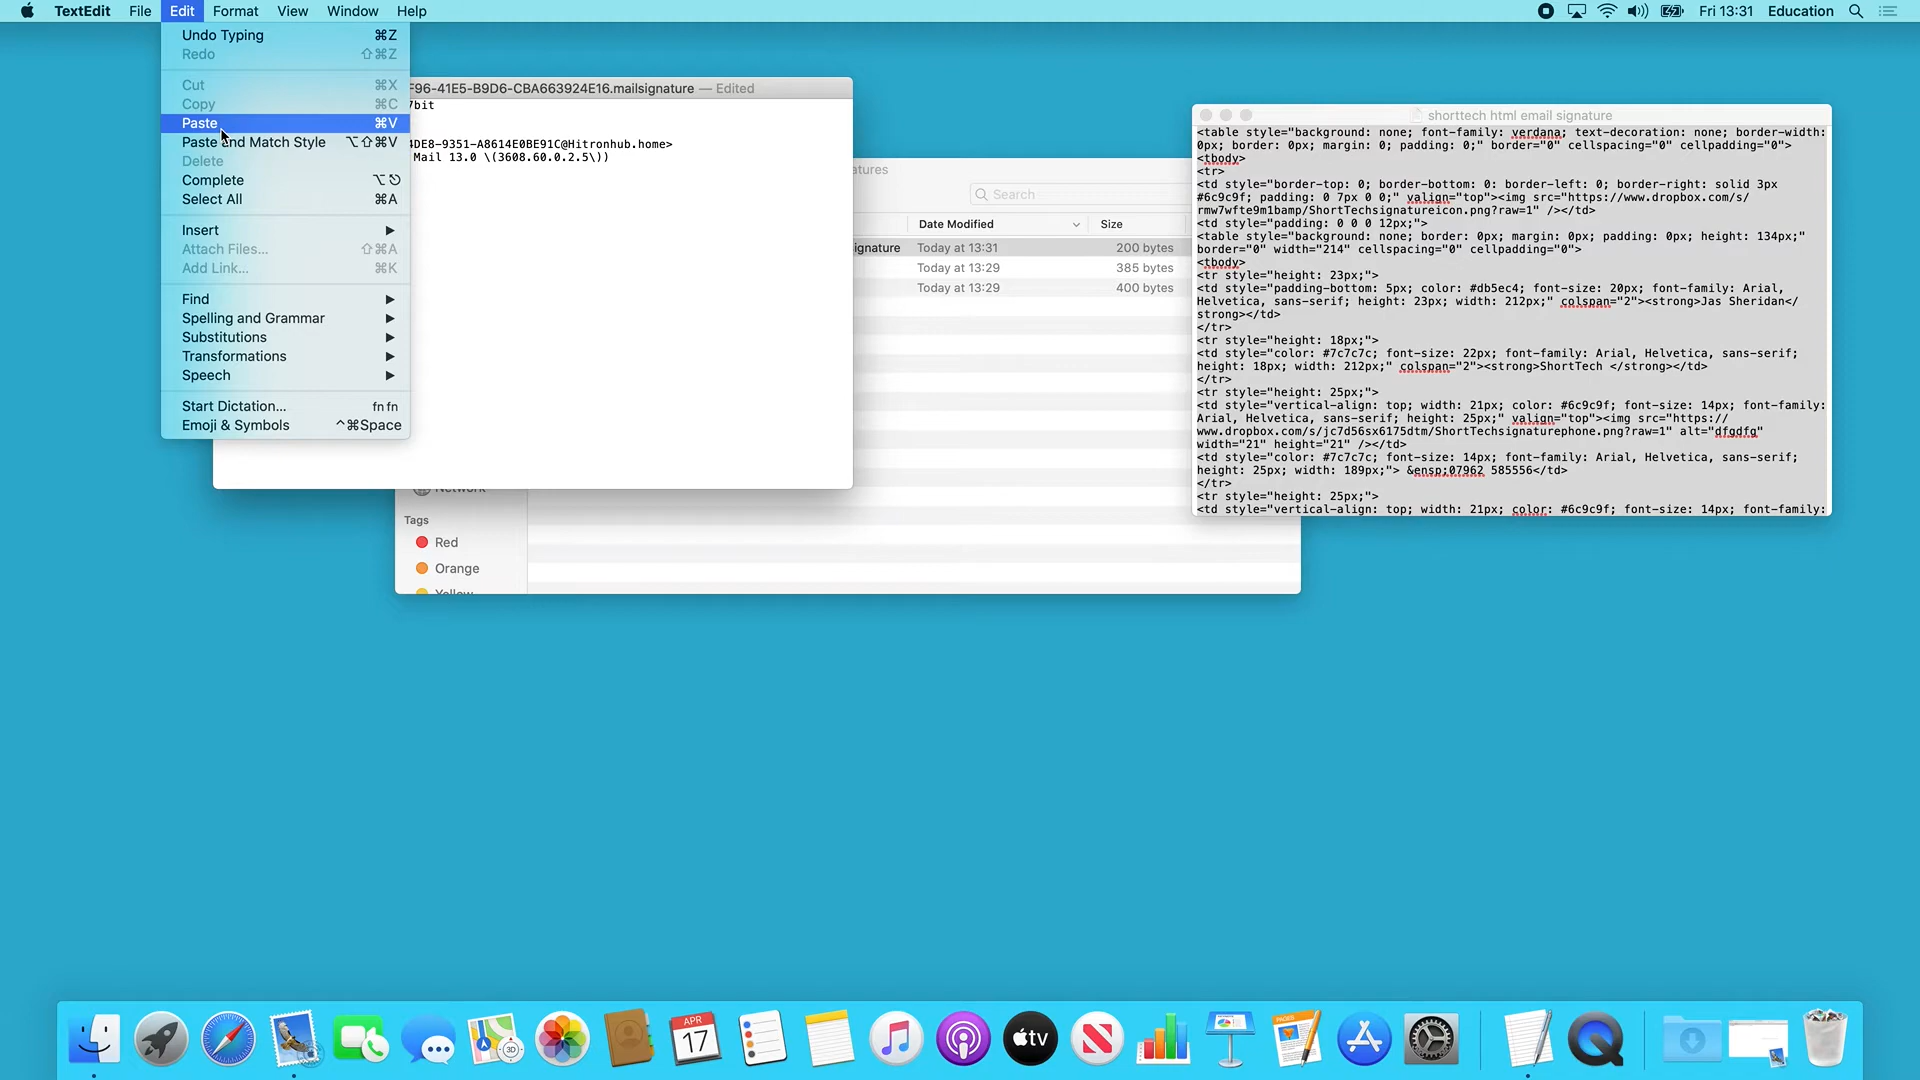 TextEdit File Edit Format View Window Help
Fri 13:31 Education
Undo Typing ⌘Z
Redo ⇧⌘Z
Cut ⌘X
Copy ⌘C
Paste ⌘V
Paste and Match Style ⌥⇧⌘V
Delete
Complete ⌥⎋
Select All ⌘A
Insert ▶
Attach Files... ⇧⌘A
Add Link... ⌘K
Find ▶
Spelling and Grammar ▶
Substitutions ▶
Transformations ▶
Speech ▶
Start Dictation... fn fn
Emoji & Symbols ^⌘Space
F96-41E5-B9D6-CBA663924E16.mailsignature — Edited
7bit
4DE8-9351-A8614E0BE91C@Hitronhub.home>
Mail 13.0 \(3608.60.0.2.5\))
atures
Search
Date Modified Size
ignature Today at 13:31 200 bytes
Today at 13:29 385 bytes
Today at 13:29 400 bytes
Network
Tags
Red
Orange
Yellow
shorttech html email signature
<table style="background: none; font-family: verdana; text-decoration: none; border-width:
0px; border: 0px; margin: 0; padding: 0;" border="0" cellspacing="0" cellpadding="0">
<tbody>
<tr>
<td style="border-top: 0; border-bottom: 0: border-left: 0; border-right: solid 3px
#6c9c9f; padding: 0 7px 0 0;" valign="top"><img src="https://www.dropbox.com/s/
rmw7wfte9m1bamp/ShortTechsignatureicon.png?raw=1" /></td>
<td style="padding: 0 0 0 12px;">
<table style="background: none; border: 0px; margin: 0px; padding: 0px; height: 134px;"
border="0" width="214" cellspacing="0" cellpadding="0">
<tbody>
<tr style="height: 23px;">
<td style="padding-bottom: 5px; color: #db5ec4; font-size: 20px; font-family: Arial,
Helvetica, sans-serif; height: 23px; width: 212px;" colspan="2"><strong>Jas Sheridan</
strong></td>
</tr>
<tr style="height: 18px;">
<td style="color: #7c7c7c; font-size: 22px; font-family: Arial, Helvetica, sans-serif;
height: 18px; width: 212px;" colspan="2"><strong>ShortTech </strong></td>
</tr>
<tr style="height: 25px;">
<td style="vertical-align: top; width: 21px; color: #6c9c9f; font-size: 14px; font-family:
Arial, Helvetica, sans-serif; height: 25px;" valign="top"><img src="https://
www.dropbox.com/s/jc7d56sx6175dtm/ShortTechsignaturephone.png?raw=1" alt="dfgdfg"
width="21" height="21" /></td>
<td style="color: #7c7c7c; font-size: 14px; font-family: Arial, Helvetica, sans-serif;
height: 25px; width: 189px;"> &ensp;07962 585556</td>
</tr>
<tr style="height: 25px;">
<td style="vertical-align: top; width: 21px; color: #6c9c9f; font-size: 14px; font-family:
3D
APR
17
tv